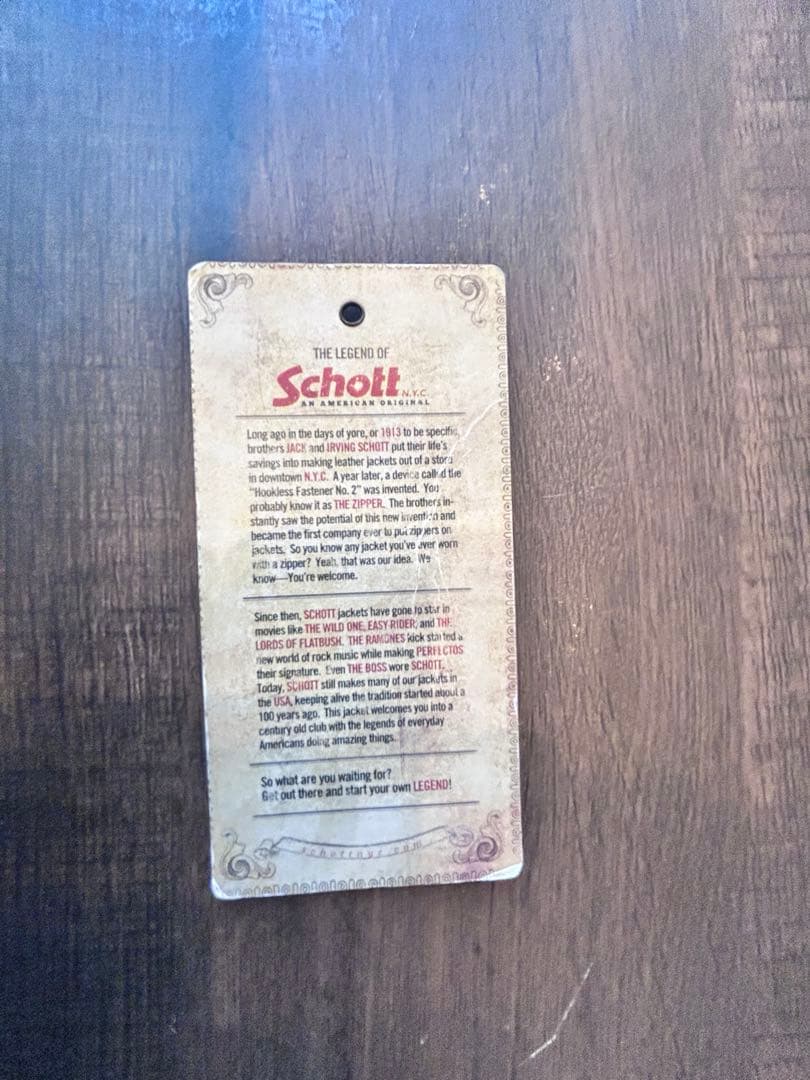 THE LEGEND OF
Schott N.Y.C.
AN AMERICAN ORIGINAL
Long ago in the days of yore, or 1913 to be specific,
brothers JACK and IRVING SCHOTT put their life's
savings into making leather jackets out of a store
in downtown N.Y.C. A year later, a device called the
"Hookless Fastener No. 2" was invented. You
probably know it as THE ZIPPER. The brothers in-
stantly saw the potential of this new invention and
became the first company ever to put zippers on
jackets. So you know any jacket you've ever worn
with a zipper? Yeah, that was our idea. We
know—You're welcome.
Since then, SCHOTT jackets have gone to star in
movies like THE WILD ONE, EASY RIDER, and THE
LORDS OF FLATBUSH. THE RAMONES kick started a
new world of rock music while making PERFECTOS
their signature. Even THE BOSS wore SCHOTT.
Today, SCHOTT still makes many of our jackets in
the USA, keeping alive the tradition started about a
100 years ago. This jacket welcomes you into a
century old club with the legends of everyday
Americans doing amazing things.
So what are you waiting for?
Get out there and start your own LEGEND!
schottnyc.com